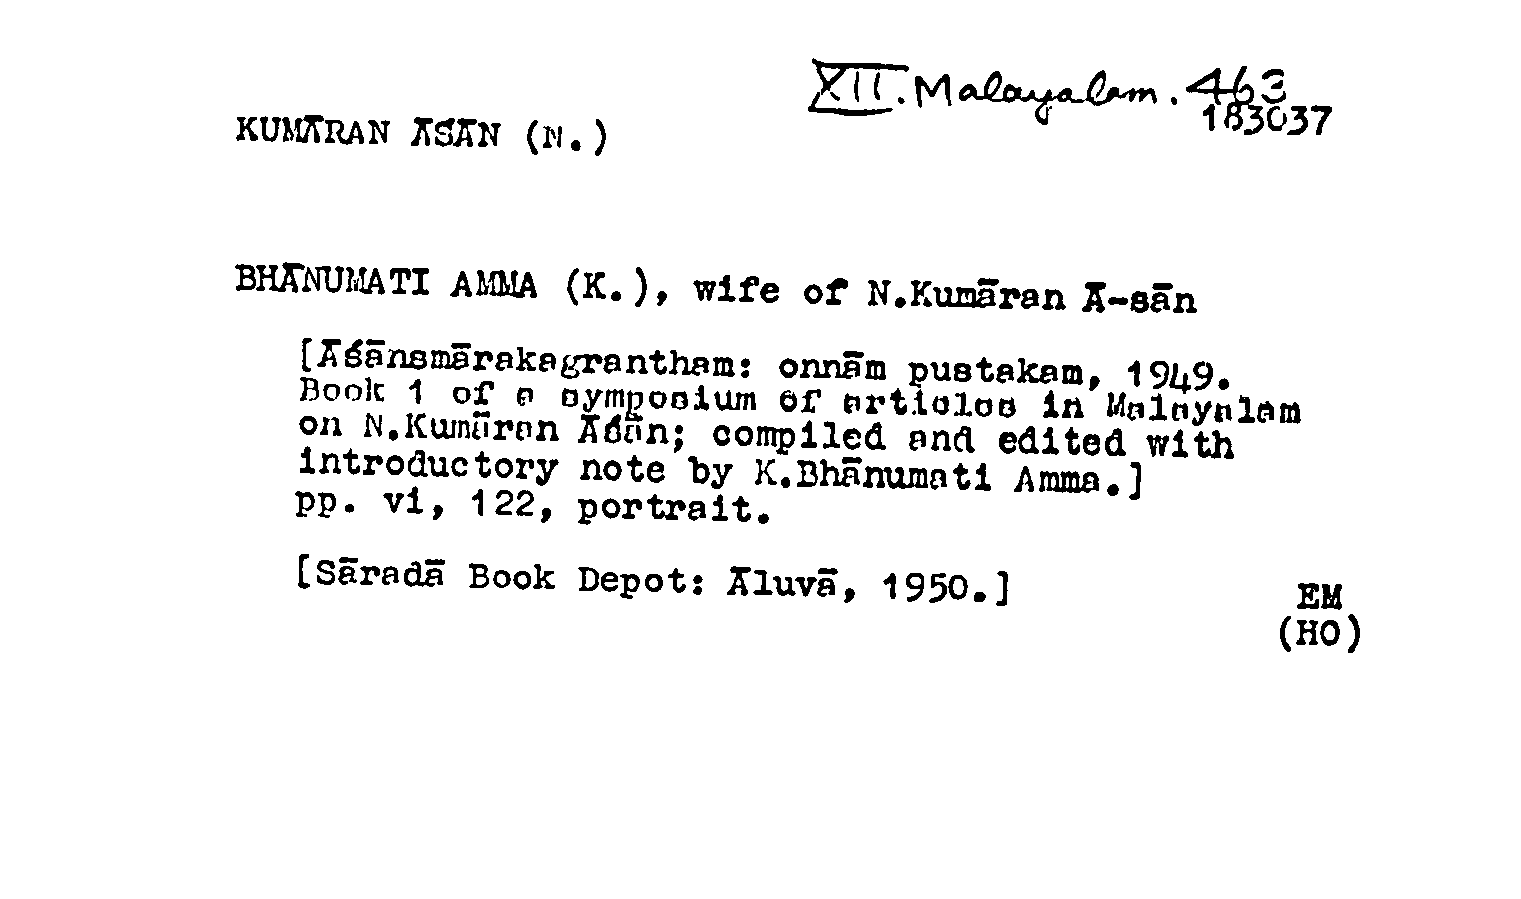 XII. Malayalam. 463
183037
KUMĀRAN ĀŚĀN (N.)
BHĀNUMATI AMMA (K.), wife of N.Kumāran Ā-sān
[Āśānsmārakagrantham: onnām pustakam, 1949.
Book 1 of a symposium of articles in Malayalam
on N.Kumāran Āśān; compiled and edited with
introductory note by K.Bhānumati Amma.]
pp. vi, 122, portrait.
[Sāradā Book Depot: Āluvā, 1950.]
EM
(HO)